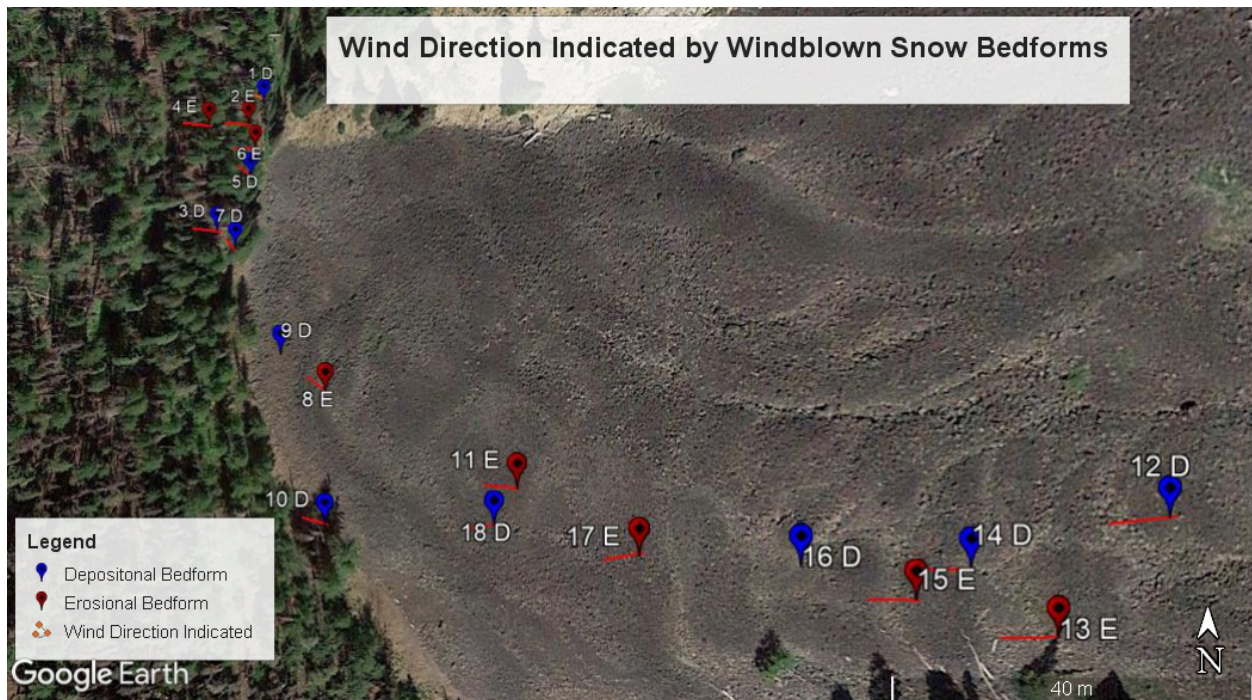 Wind Direction Indicated by Windblown Snow Bedforms
1 D
2 E
4 E
6 E
5 D
3 D
7 D
9 D
8 E
11 E
12 D
10 D
18 D
17 E
16 D
14 D
15 E
13 E
Legend
Depositonal Bedform
Erosional Bedform
Wind Direction Indicated
Google Earth
40 m
N